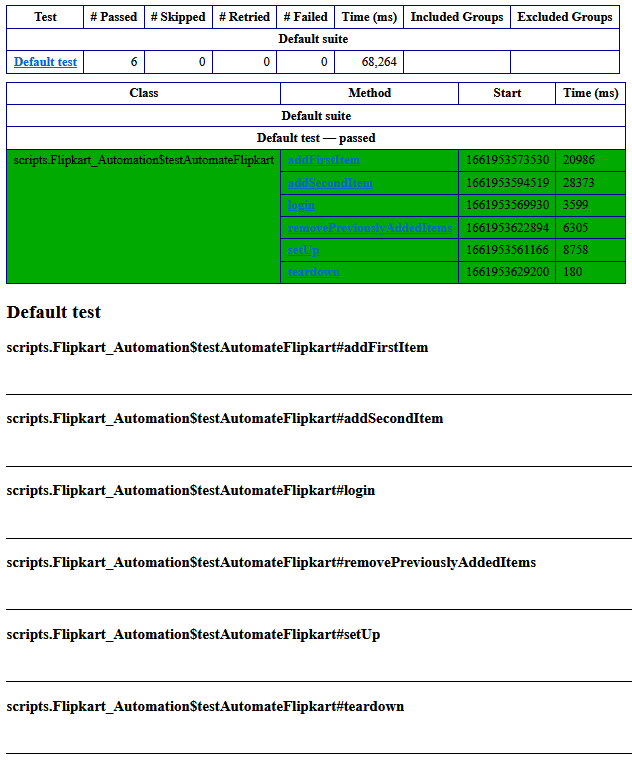 Test # Passed # Skipped # Retried # Failed Time (ms) Included Groups Excluded Groups
Default suite
Default test 6 0 0 0 68,264
Class Method Start Time (ms)
Default suite
Default test — passed
scripts.Flipkart_Automation$testAutomateFlipkart addFirstItem 1661953573530 20986
addSecondItem 1661953594519 28373
login 1661953569930 3599
removePreviouslyAddedItems 1661953622894 6305
setUp 1661953561166 8758
teardown 1661953629200 180
Default test
scripts.Flipkart_Automation$testAutomateFlipkart#addFirstItem
scripts.Flipkart_Automation$testAutomateFlipkart#addSecondItem
scripts.Flipkart_Automation$testAutomateFlipkart#login
scripts.Flipkart_Automation$testAutomateFlipkart#removePreviouslyAddedItems
scripts.Flipkart_Automation$testAutomateFlipkart#setUp
scripts.Flipkart_Automation$testAutomateFlipkart#teardown